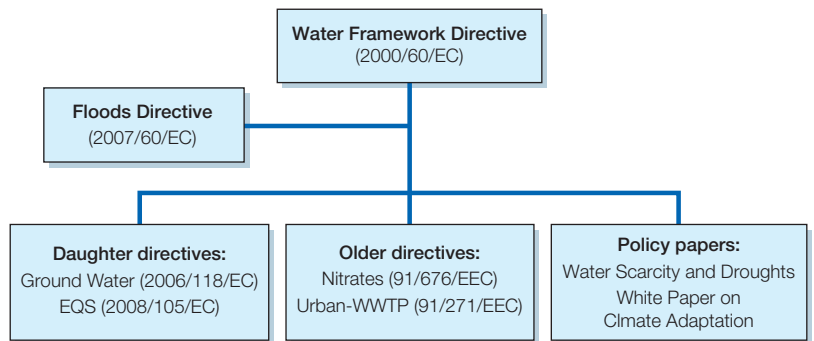 Water Framework Directive
(2000/60/EC)
Floods Directive
(2007/60/EC)
Daughter directives:
Ground Water (2006/118/EC)
EQS (2008/105/EC)
Older directives:
Nitrates (91/676/EEC)
Urban-WWTP (91/271/EEC)
Policy papers:
Water Scarcity and Droughts
White Paper on
Clmate Adaptation